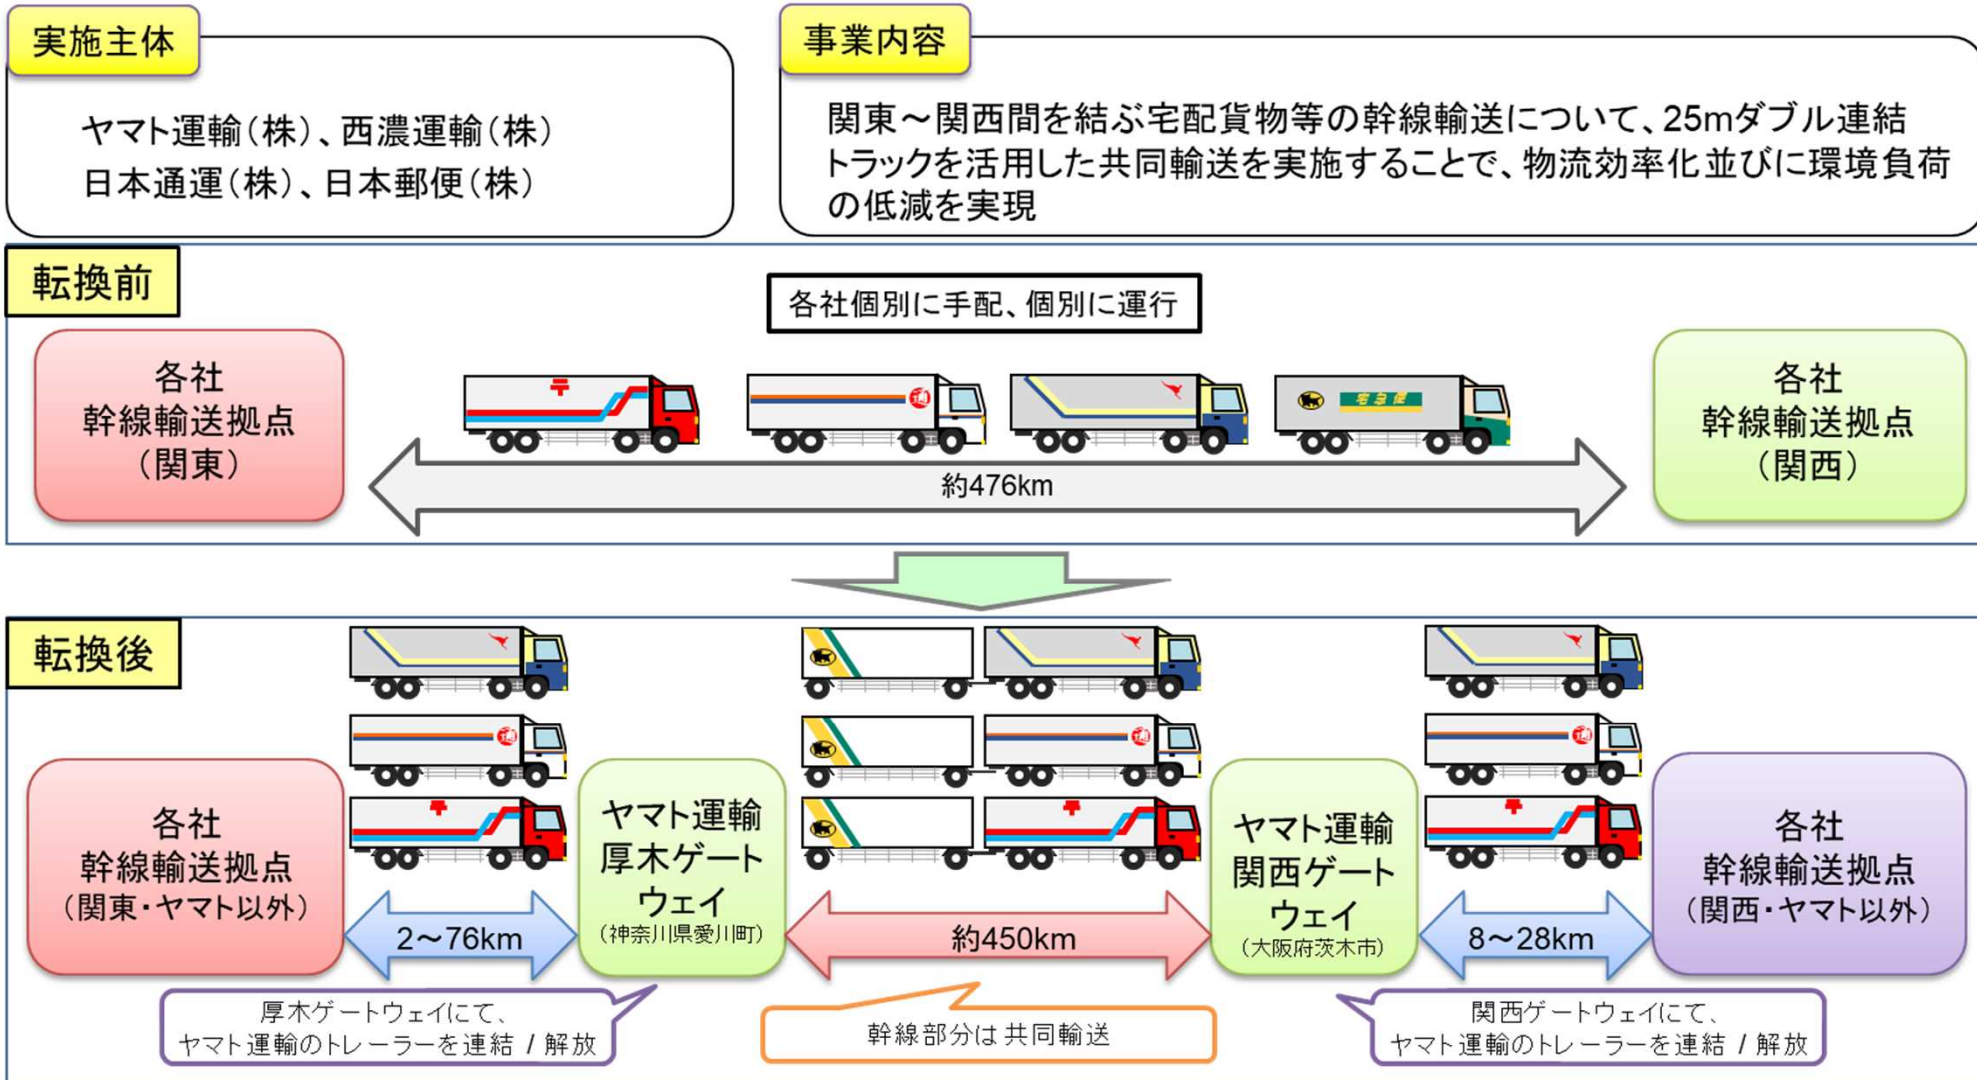 実施主体
ヤマト運輸(株)、西濃運輸(株)
日本通運(株)、日本郵便(株)
事業内容
関東～関西間を結ぶ宅配貨物等の幹線輸送について、25mダブル連結
トラックを活用した共同輸送を実施することで、物流効率化並びに環境負荷
の低減を実現
転換前
各社個別に手配、個別に運行
各社
幹線輸送拠点
（関東）
〒
通
宅急便
約476km
各社
幹線輸送拠点
（関西）
転換後
通
通
通
〒
〒
〒
各社
幹線輸送拠点
（関東・ヤマト以外）
2～76km
ヤマト運輸
厚木ゲート
ウェイ
（神奈川県愛川町）
約450km
ヤマト運輸
関西ゲート
ウェイ
（大阪府茨木市）
8～28km
各社
幹線輸送拠点
（関西・ヤマト以外）
厚木ゲートウェイにて、
ヤマト運輸のトレーラーを連結 / 解放
幹線部分は共同輸送
関西ゲートウェイにて、
ヤマト運輸のトレーラーを連結 / 解放